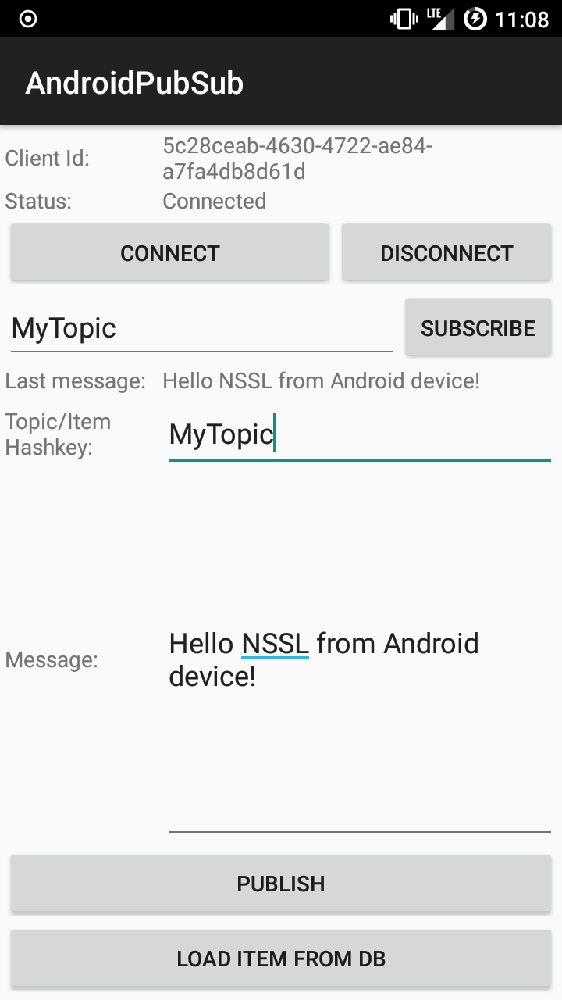 LTE 11:08
AndroidPubSub
Client Id:
5c28ceab-4630-4722-ae84-
a7fa4db8d61d
Status: Connected
CONNECT DISCONNECT
MyTopic SUBSCRIBE
Last message: Hello NSSL from Android device!
Topic/Item
Hashkey:
MyTopic
Message:
Hello NSSL from Android
device!
PUBLISH
LOAD ITEM FROM DB